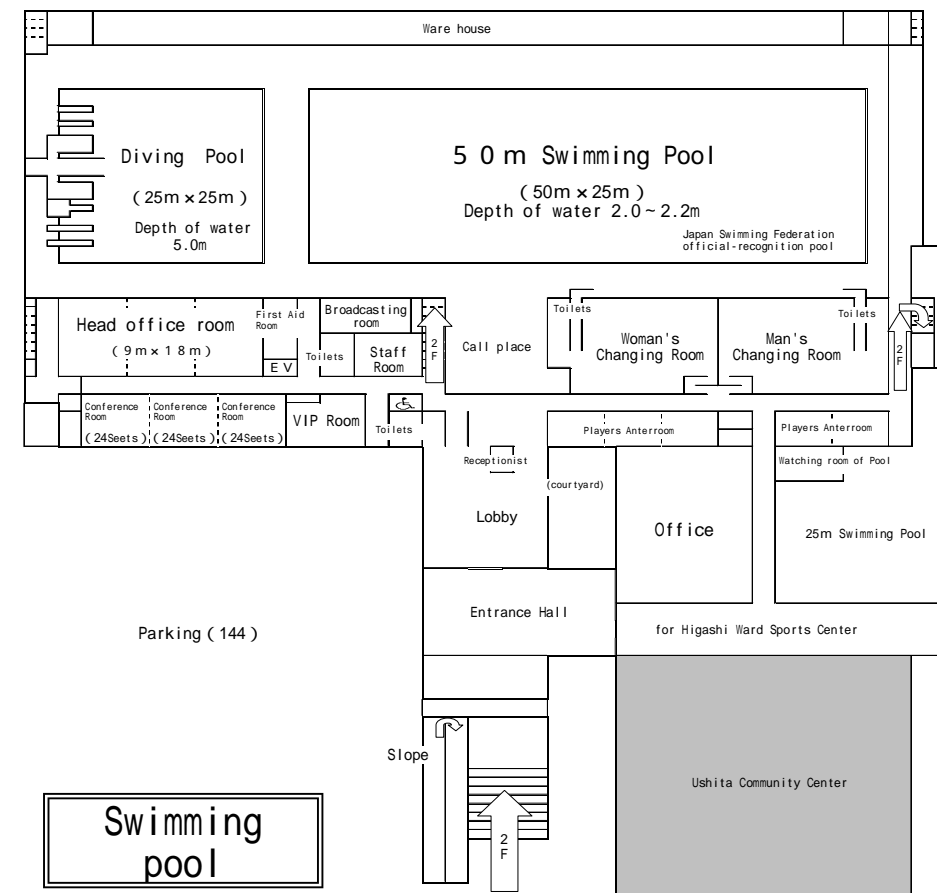 Ware house
Diving Pool
(25m×25m)
Depth of water
5.0m
50m Swimming Pool
(50m×25m)
Depth of water 2.0~2.2m
Japan Swimming Federation
official-recognition pool
Head office room
(9m×18m)
First Aid
Room
EV
Toilets
Broadcasting
room
Staff
Room
2
F
Call place
Toilets
Woman's
Changing Room
Man's
Changing Room
Toilets
2
F
Conference
Room
(24Seets)
Conference
Room
(24Seets)
Conference
Room
(24Seets)
VIP Room
Toilets
Players Anterroom
Players Anterroom
Receptionist
Watching room of Pool
(courtyard)
Lobby
Office
25m Swimming Pool
Entrance Hall
Parking(144)
for Higashi Ward Sports Center
Slope
Ushita Community Center
2
F
Swimming
pool